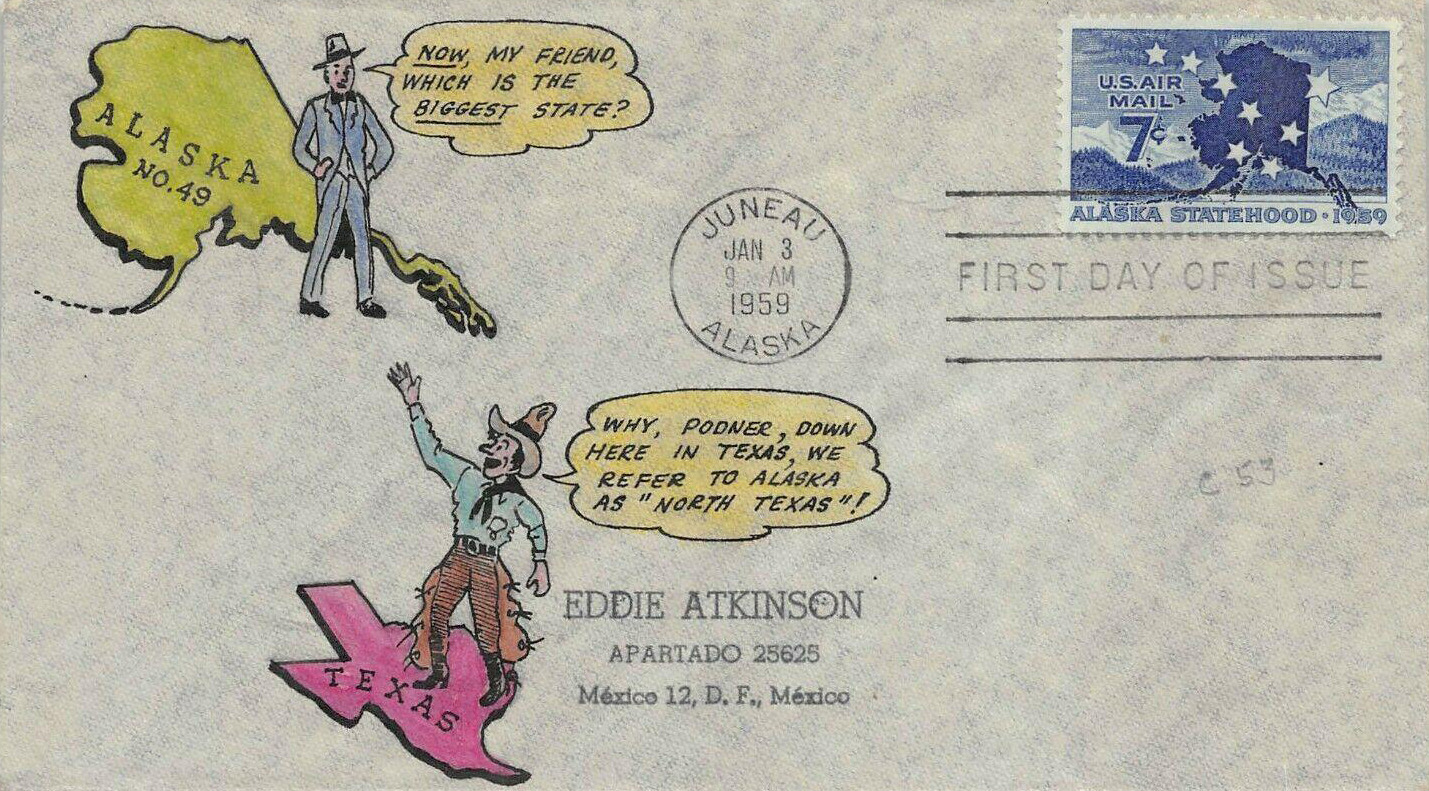 NOW, MY FRIEND,
WHICH IS THE
BIGGEST STATE?
ALASKA
NO.49
U.S. AIR
MAIL
7¢
ALASKA STATEHOOD · 1959
JUNEAU
JAN 3
9 AM
1959
ALASKA
FIRST DAY OF ISSUE
WHY, PODNER, DOWN
HERE IN TEXAS, WE
REFER TO ALASKA
AS "NORTH TEXAS"!
C 53
TEXAS
EDDIE ATKINSON
APARTADO 25625
México 12, D. F., México